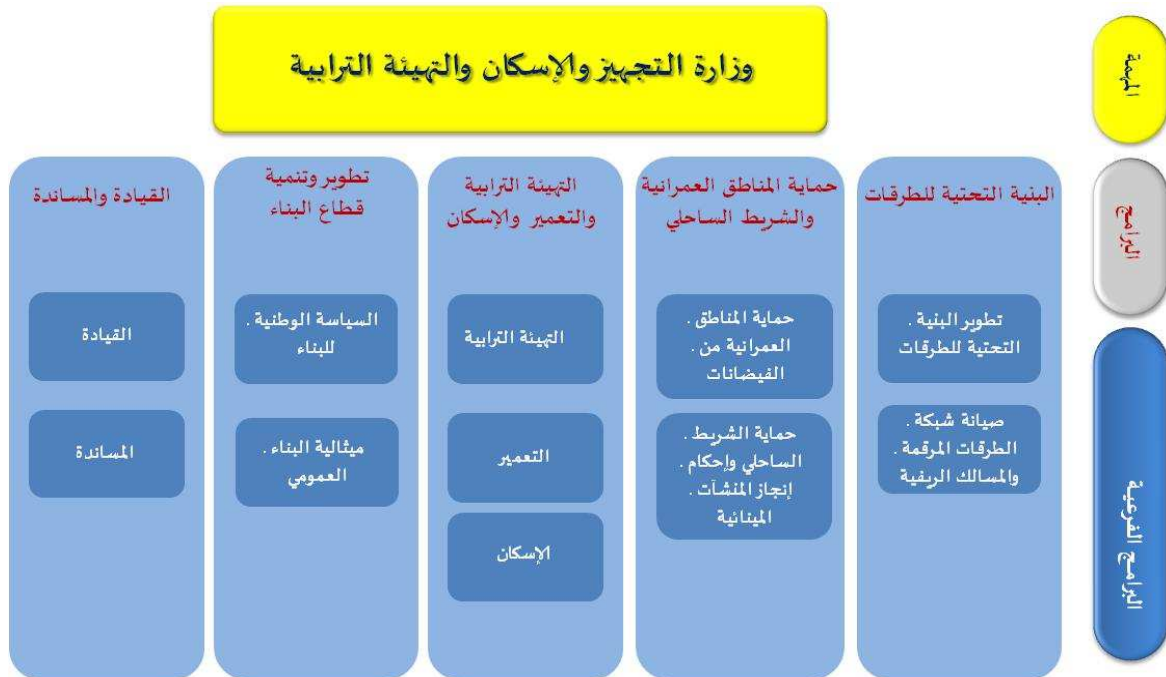 المهمة
وزارة التجهيز والإسكان والتهيئة الترابية
البرامج
البنية التحتية للطرقات
حماية المناطق العمرانية
والشريط الساحلي
التهيئة الترابية
والتعمير والإسكان
تطوير وتنمية
قطاع البناء
القيادة والمساندة
البرامج الفرعية
تطوير البنية .
التحتية للطرقات
صيانة شبكة .
الطرقات المرقمة .
والمسالك الريفية
حماية المناطق .
العمرانية من .
الفيضانات
حماية الشريط .
الساحلي وإحكام .
إنجاز المنشآت .
المينائية
التهيئة الترابية
التعمير
الإسكان
السياسة الوطنية .
للبناء
ميثالية البناء .
العمومي
القيادة
المساندة